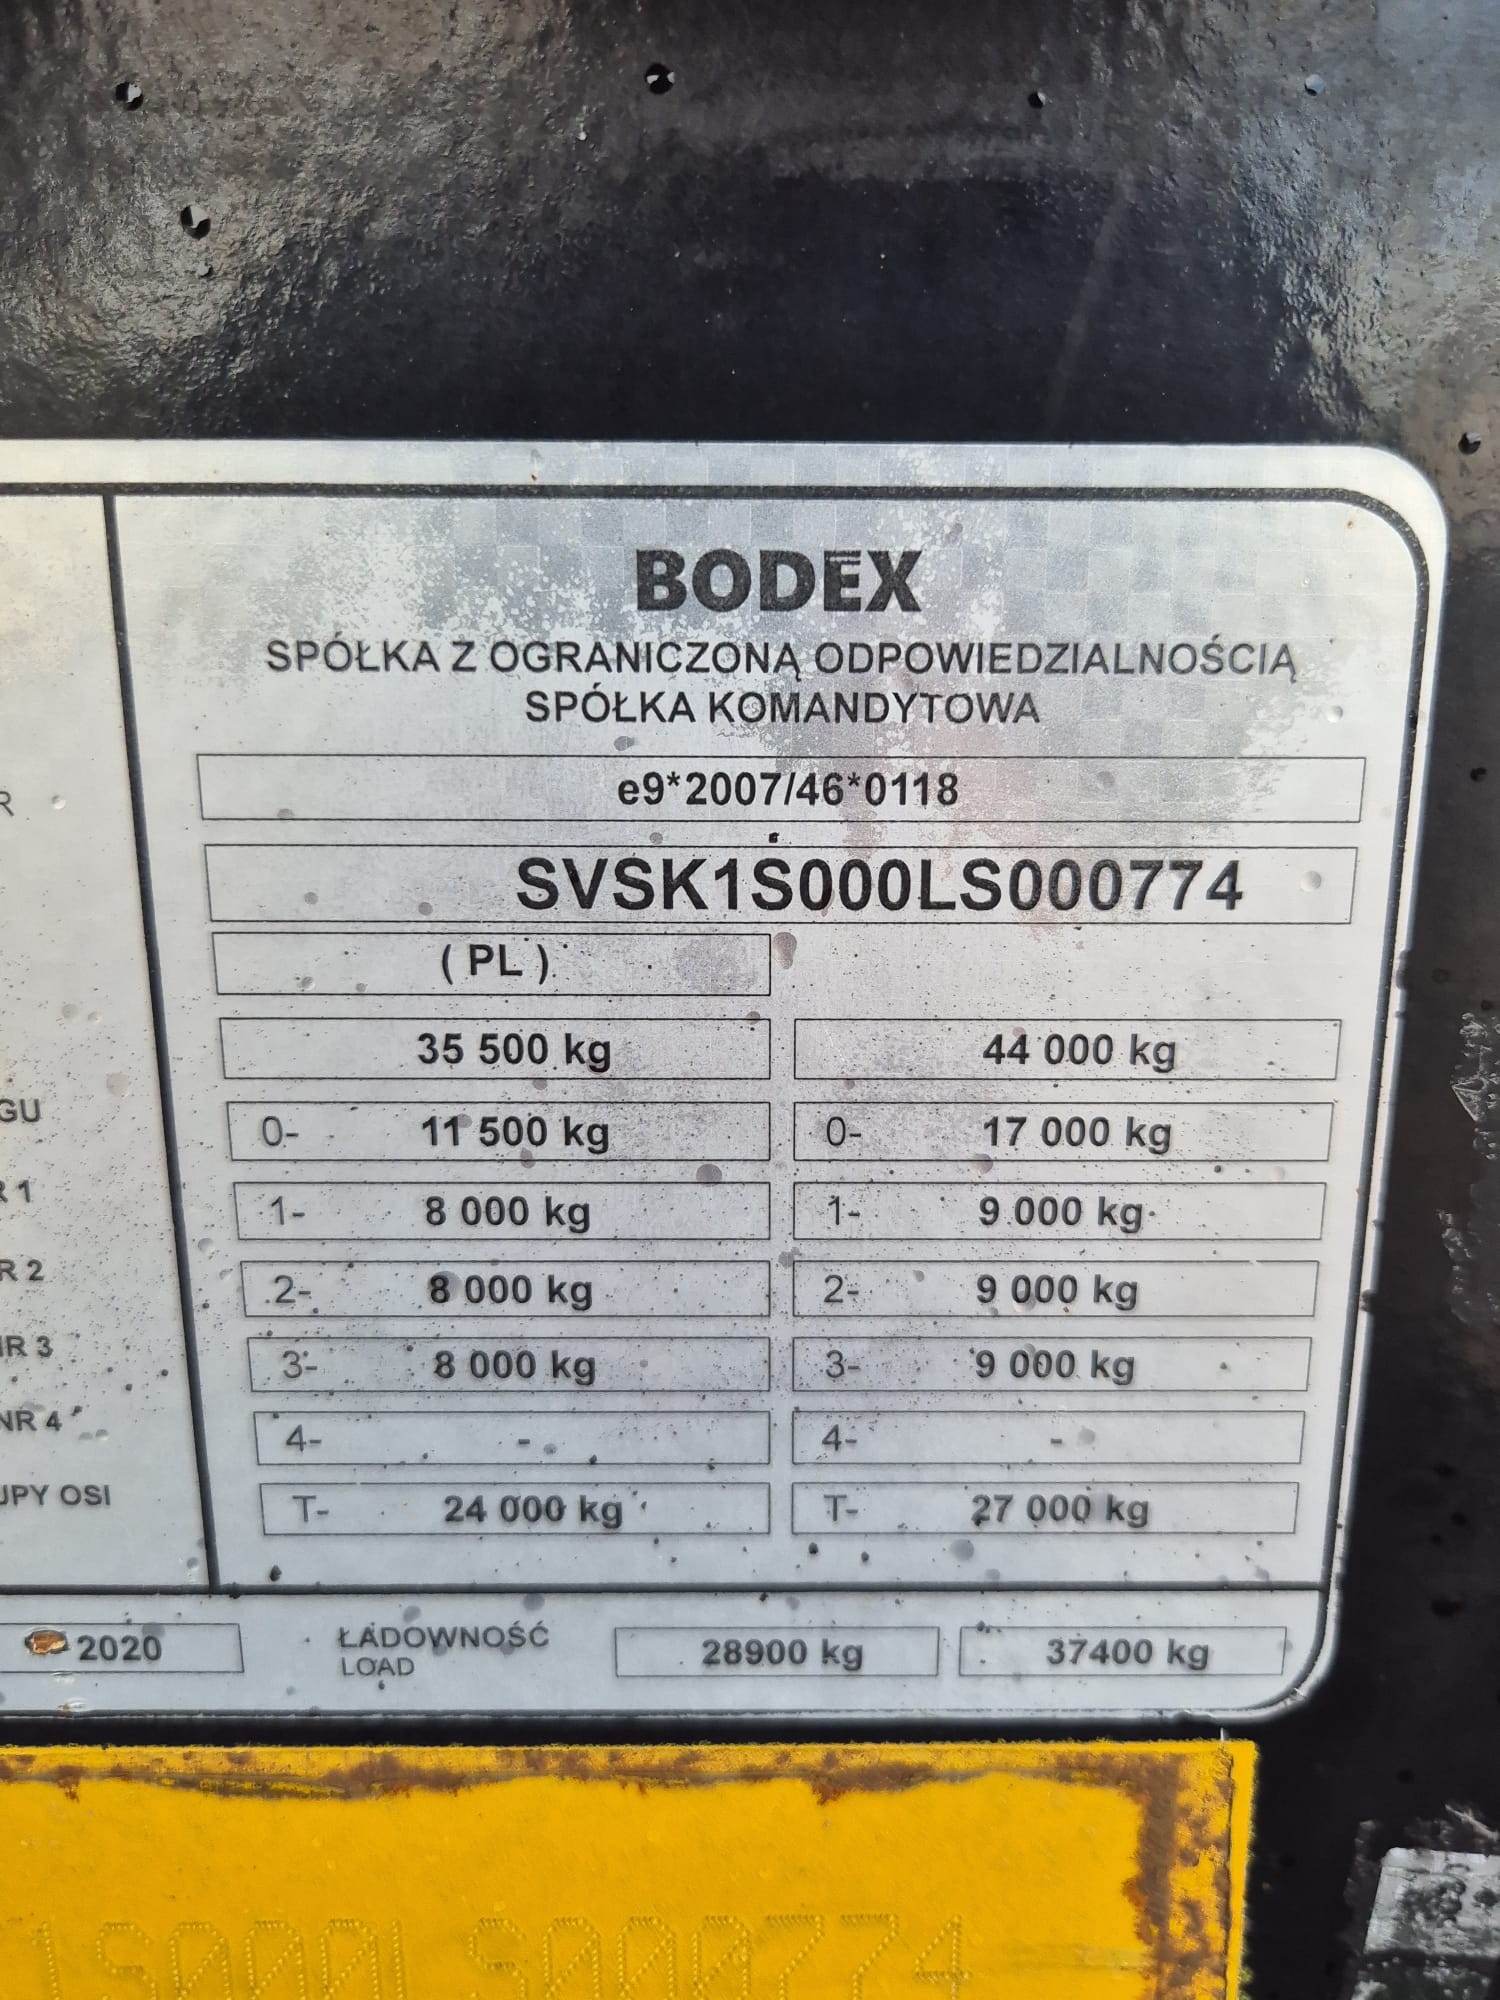 BODEX
SPÓŁKA Z OGRANICZONĄ ODPOWIEDZIALNOŚCIĄ
SPÓŁKA KOMANDYTOWA
R e9*2007/46*0118
SVSK1S000LS000774
( PL )
35 500 kg 44 000 kg
GU 0- 11 500 kg 0- 17 000 kg
R 1 1- 8 000 kg 1- 9 000 kg
R 2 2- 8 000 kg 2- 9 000 kg
NR 3 3- 8 000 kg 3- 9 000 kg
NR 4 4- - 4- -
UPY OSI T- 24 000 kg T- 27 000 kg
2020 ŁADOWNOŚĆ 28900 kg 37400 kg
LOAD
1S000LS000774